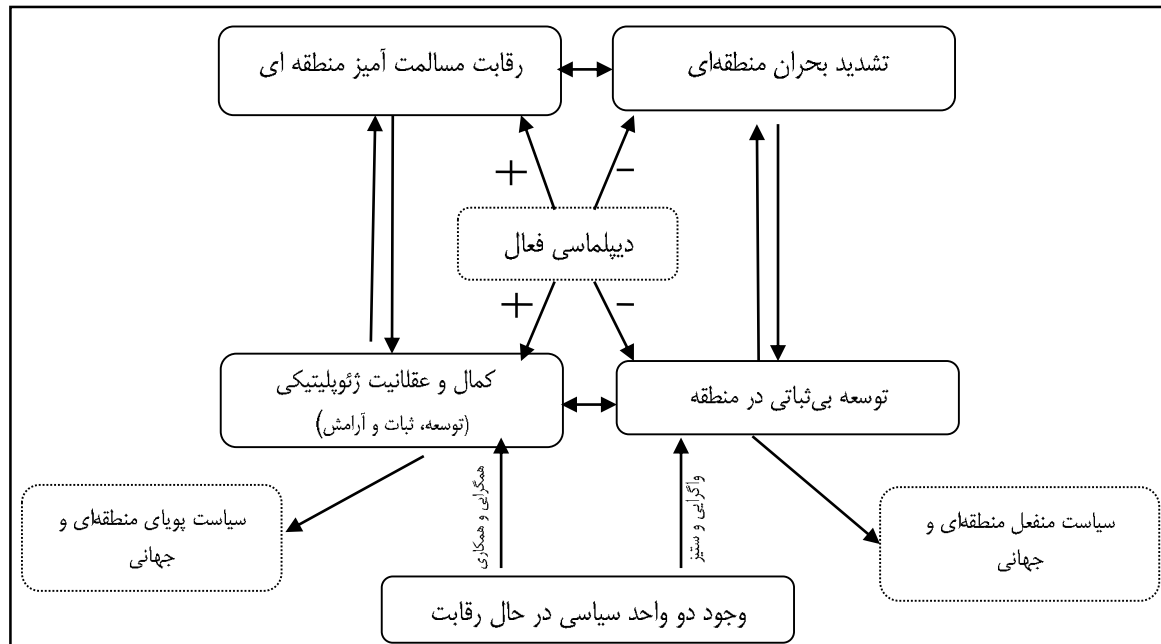 تشدید بحران منطقه‌ای
رقابت مسالمت آمیز منطقه ای
+
−
دیپلماسی فعال
+
−
کمال و عقلانیت ژئوپلیتیکی
(توسعه، ثبات و آرامش)
توسعه بی‌ثباتی در منطقه
همگرایی و همکاری
واگرایی و ستیز
سیاست پویای منطقه‌ای و
جهانی
سیاست منفعل منطقه‌ای و
جهانی
وجود دو واحد سیاسی در حال رقابت